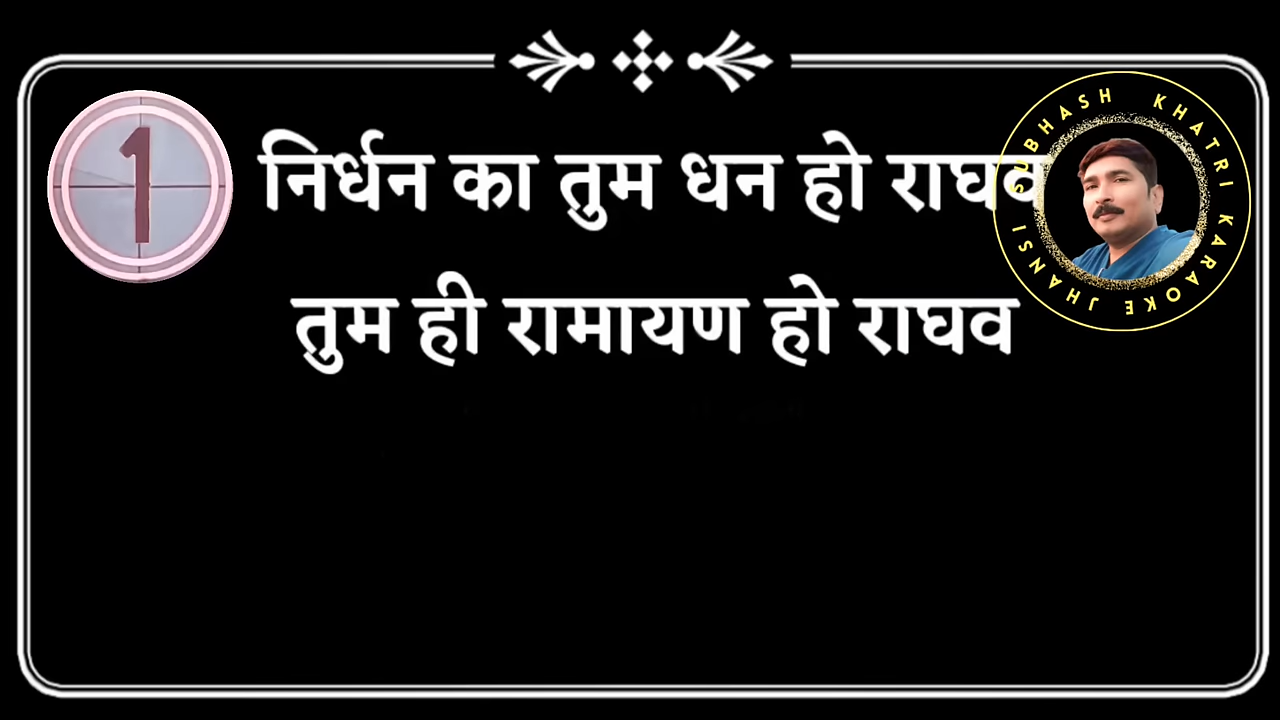 1
निर्धन का तुम धन हो राघव
तुम ही रामायण हो राघव
SUBHASH KHATRI KARAOKE JHANSI